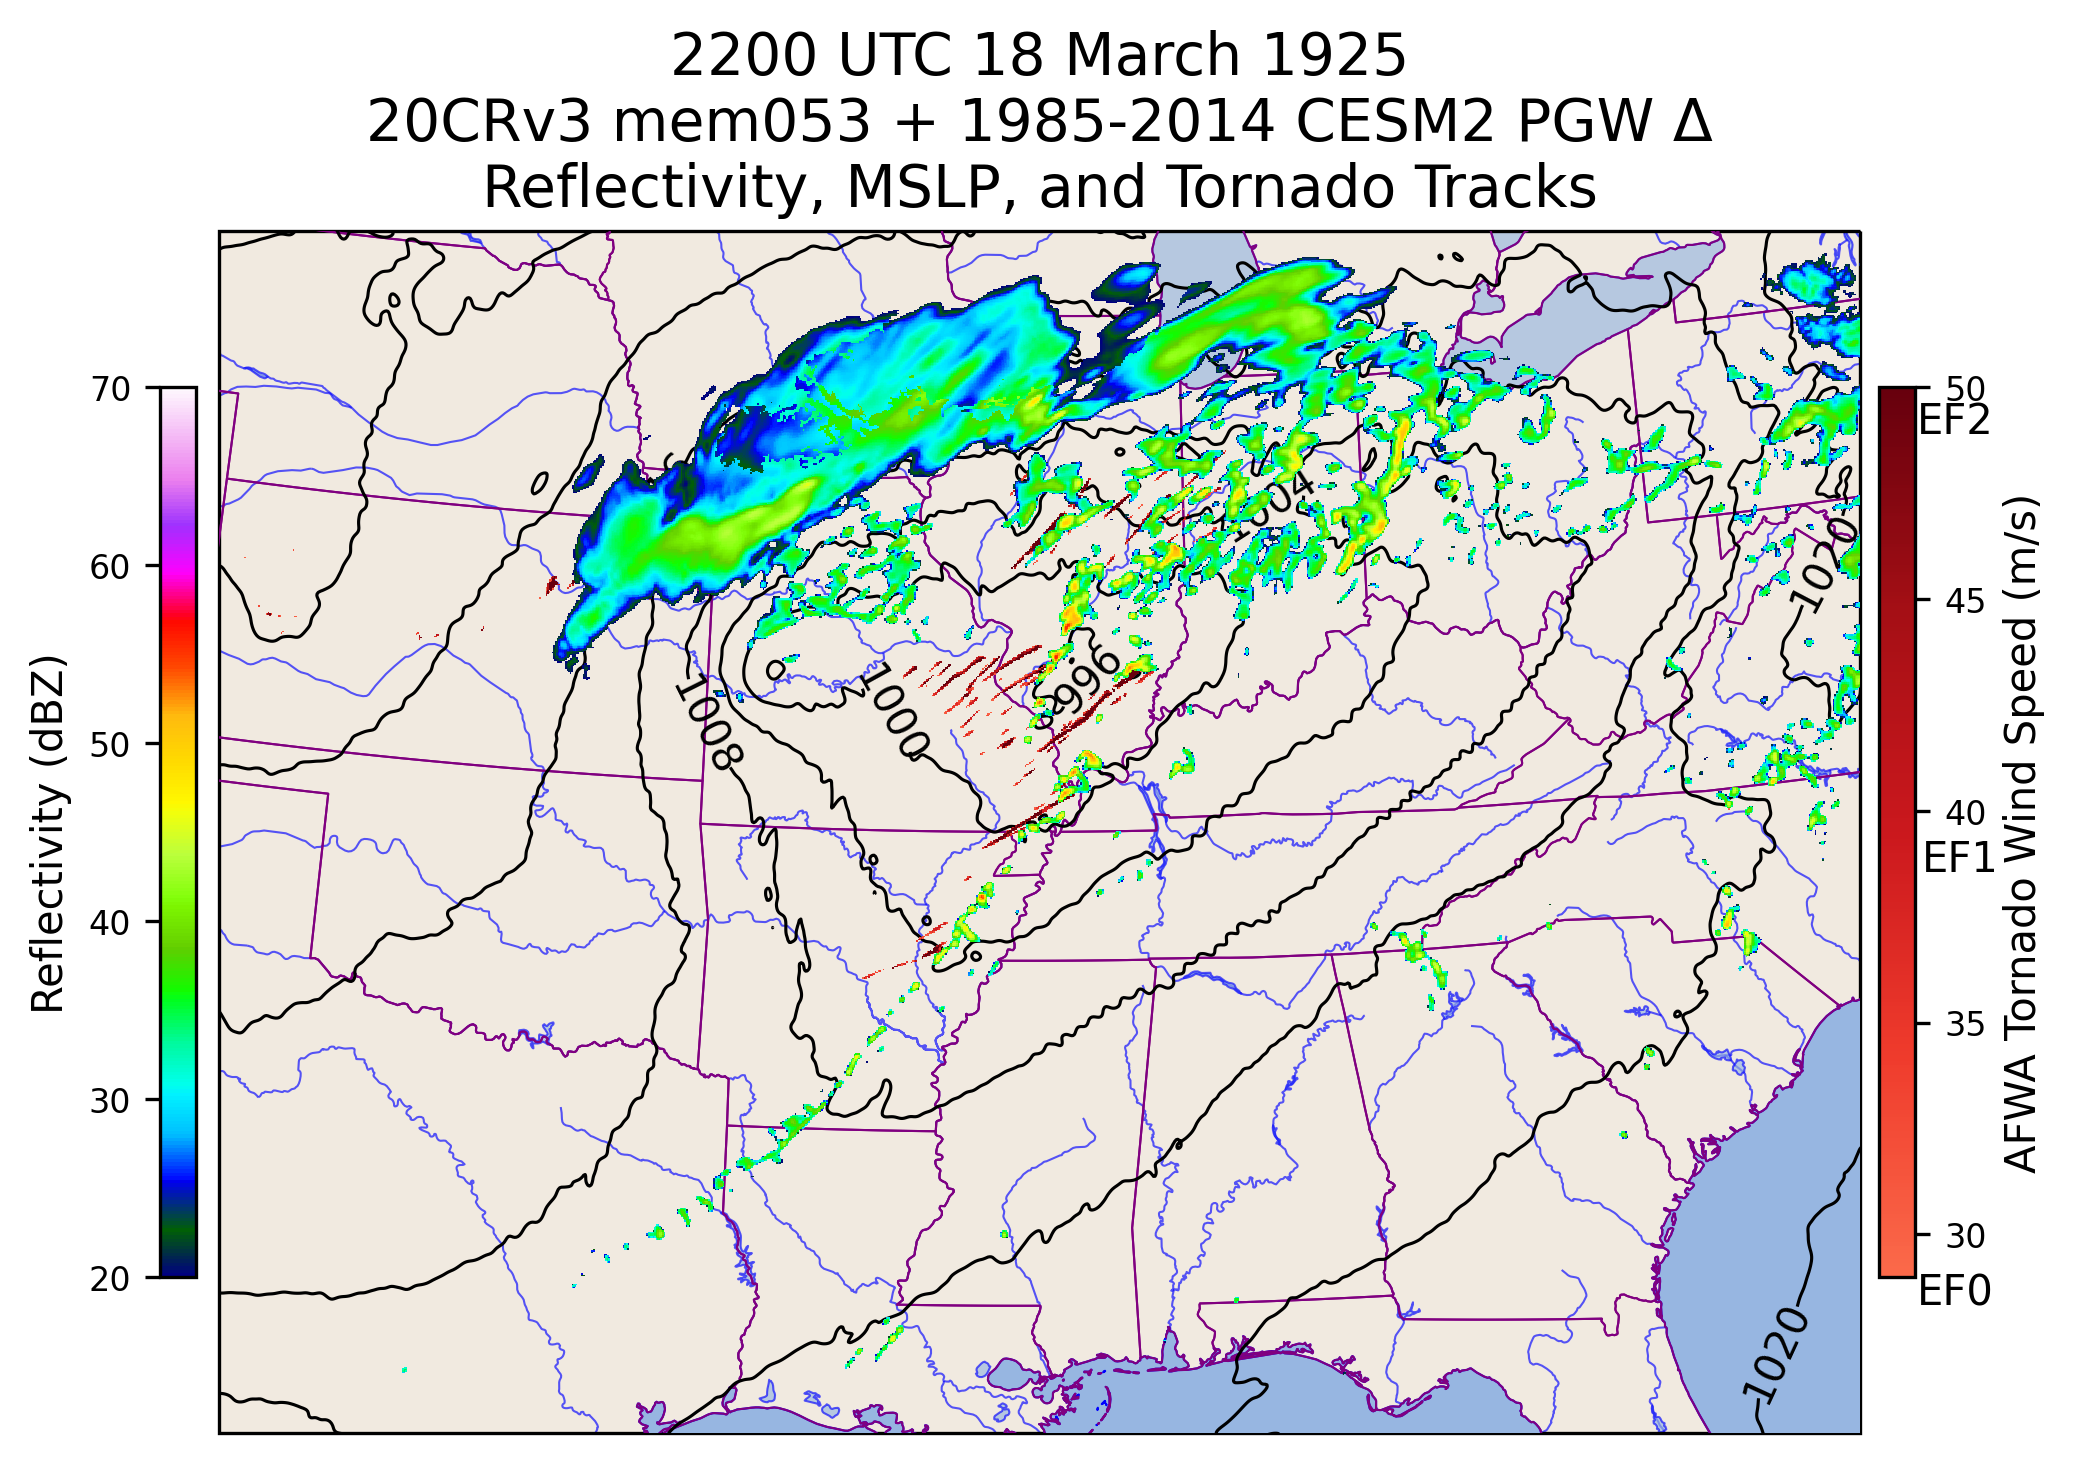 2200 UTC 18 March 1925
20CRv3 mem053 + 1985-2014 CESM2 PGW Δ
Reflectivity, MSLP, and Tornado Tracks
70
60
50
40
30
20
Reflectivity (dBZ)
1004
1020
996
1000
1008
1020
50
EF2
45
40
EF1
35
30
EF0
AFWA Tornado Wind Speed (m/s)